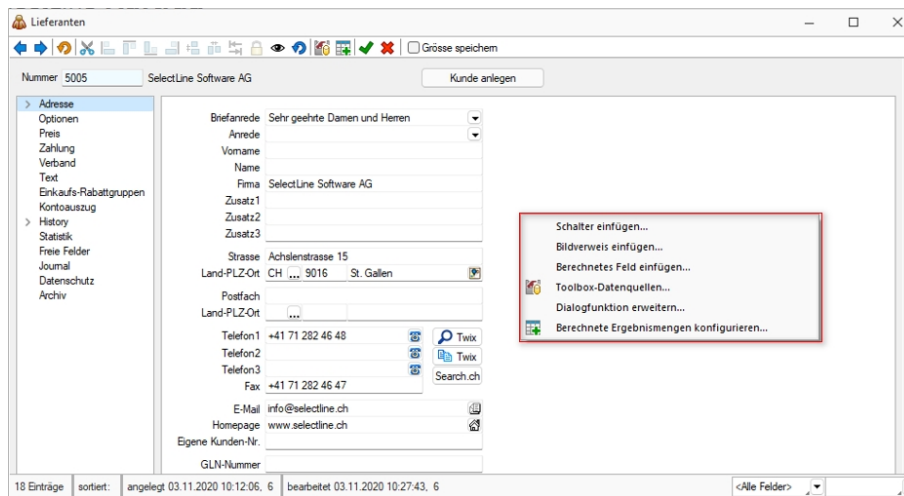 Lieferanten
Grösse speichern
Nummer 5005 SelectLine Software AG Kunde anlegen
Adresse
Optionen
Preis
Zahlung
Verband
Text
Einkaufs-Rabattgruppen
Kontoauszug
History
Statistik
Freie Felder
Journal
Datenschutz
Archiv
Briefanrede Sehr geehrte Damen und Herren
Anrede
Vorname
Name
Firma SelectLine Software AG
Zusatz1
Zusatz2
Zusatz3
Strasse Achslenstrasse 15
Land-PLZ-Ort CH ... 9016 St. Gallen
Postfach
Land-PLZ-Ort ...
Telefon1 +41 71 282 46 48 Twix
Telefon2 Twix
Telefon3 Search.ch
Fax +41 71 282 46 47
E-Mail info@selectline.ch
Homepage www.selectline.ch
Eigene Kunden-Nr.
GLN-Nummer
Schalter einfügen...
Bildverweis einfügen...
Berechnetes Feld einfügen...
Toolbox-Datenquellen...
Dialogfunktion erweitern...
Berechnete Ergebnismengen konfigurieren...
18 Einträge sortiert: angelegt 03.11.2020 10:12:06, 6 bearbeitet 03.11.2020 10:27:43, 6 <Alle Felder>